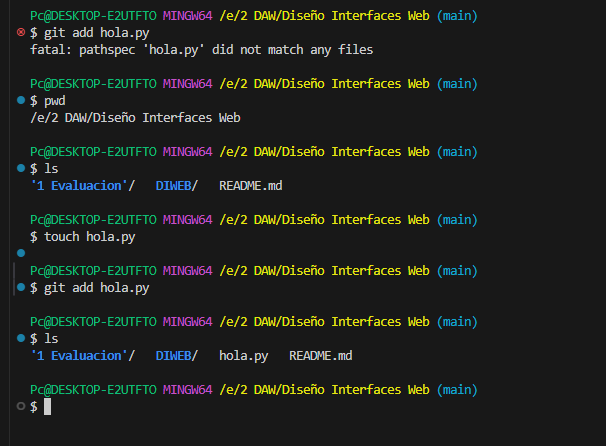 Pc@DESKTOP-E2UTFTO MINGW64 /e/2 DAW/Diseño Interfaces Web (main)
$ git add hola.py
fatal: pathspec 'hola.py' did not match any files
Pc@DESKTOP-E2UTFTO MINGW64 /e/2 DAW/Diseño Interfaces Web (main)
$ pwd
/e/2 DAW/Diseño Interfaces Web
Pc@DESKTOP-E2UTFTO MINGW64 /e/2 DAW/Diseño Interfaces Web (main)
$ ls
'1 Evaluacion'/   DIWEB/   README.md
Pc@DESKTOP-E2UTFTO MINGW64 /e/2 DAW/Diseño Interfaces Web (main)
$ touch hola.py
Pc@DESKTOP-E2UTFTO MINGW64 /e/2 DAW/Diseño Interfaces Web (main)
$ git add hola.py
Pc@DESKTOP-E2UTFTO MINGW64 /e/2 DAW/Diseño Interfaces Web (main)
$ ls
'1 Evaluacion'/   DIWEB/   hola.py   README.md
Pc@DESKTOP-E2UTFTO MINGW64 /e/2 DAW/Diseño Interfaces Web (main)
$